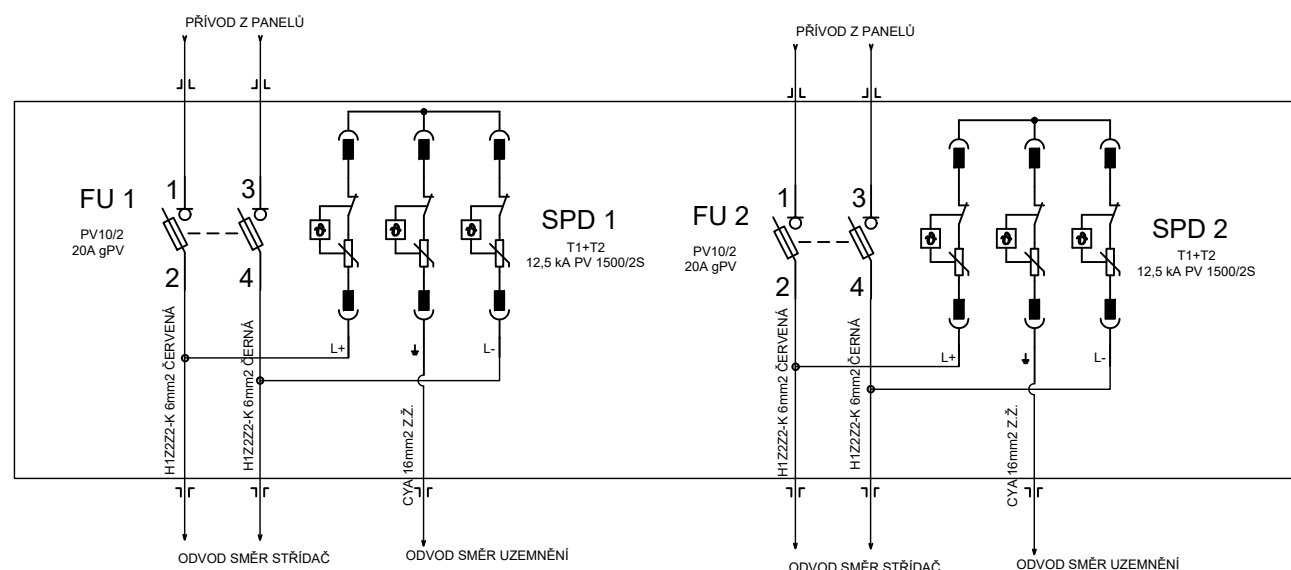 PŘÍVOD Z PANELŮ
FU 1
PV10/2
20A gPV
1
3
2
4
SPD 1
T1+T2
12,5 kA PV 1500/2S
L+
L-
H1Z2Z2-K 6mm2 ČERVENÁ
H1Z2Z2-K 6mm2 ČERNÁ
CYA 16mm2 Z.Ž.
ODVOD SMĚR STŘÍDAČ
ODVOD SMĚR UZEMNĚNÍ
PŘÍVOD Z PANELŮ
FU 2
PV10/2
20A gPV
1
3
2
4
SPD 2
T1+T2
12,5 kA PV 1500/2S
L+
L-
H1Z2Z2-K 6mm2 ČERVENÁ
H1Z2Z2-K 6mm2 ČERNÁ
CYA 16mm2 Z.Ž.
ODVOD SMĚR STŘÍDAČ
ODVOD SMĚR UZEMNĚNÍ